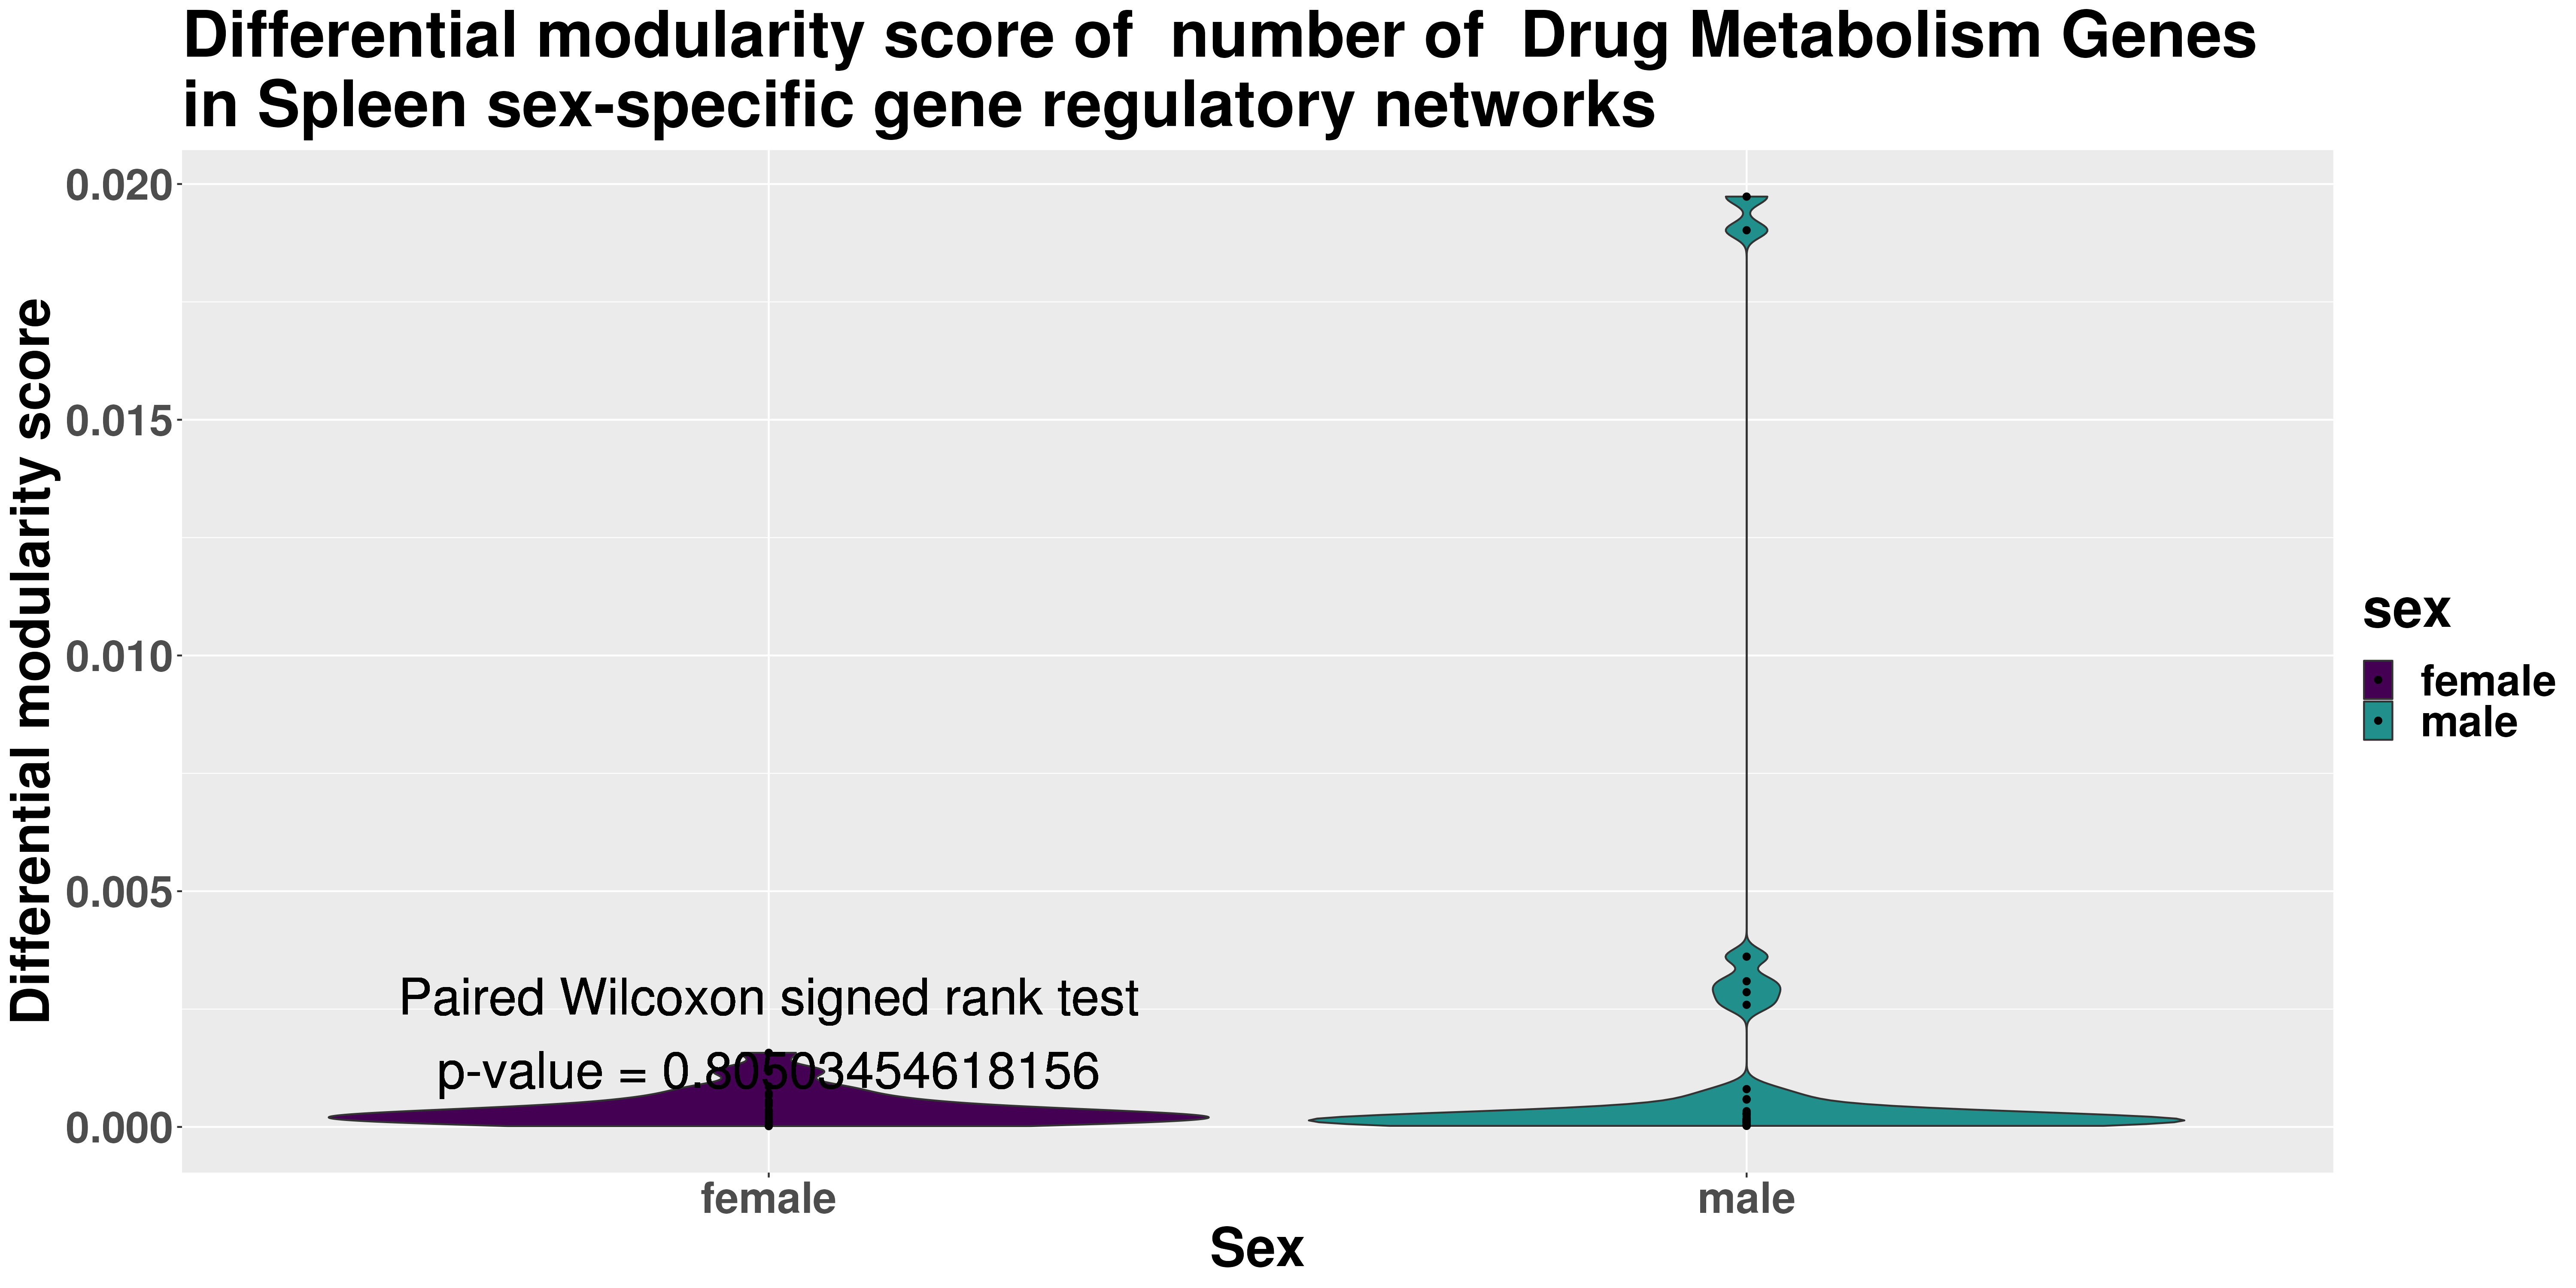 Differential modularity score of  number of  Drug Metabolism Genes
in Spleen sex-specific gene regulatory networks
Differential modularity score
0.020
0.015
0.010
0.005
0.000
Paired Wilcoxon signed rank test
p-value = 0.80503454618156
female
male
Sex
sex
female
male